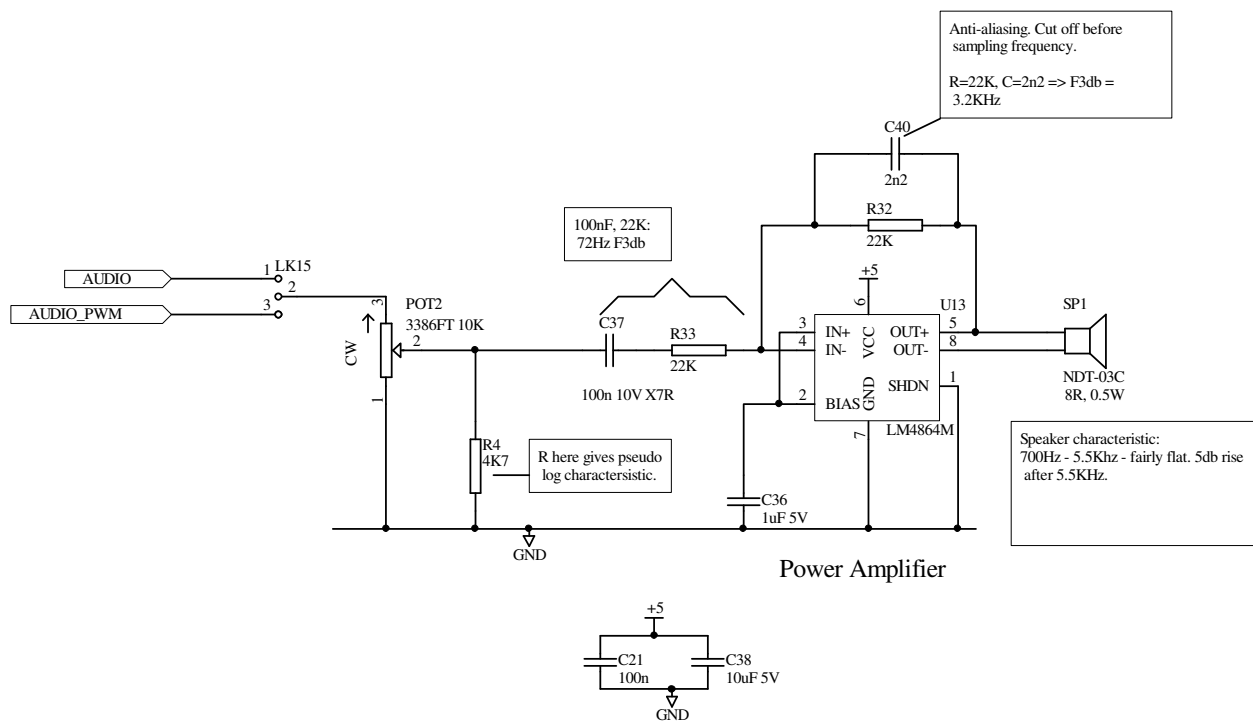 Anti-aliasing. Cut off before
sampling frequency.
R=22K, C=2n2 => F3db =
3.2KHz
C40
2n2
R32
22K
100nF, 22K:
72Hz F3db
+5
AUDIO
AUDIO_PWM
1
2
3
LK15
POT2
3386FT 10K
3
2
1
CW
C37
100n 10V X7R
R33
22K
R4
4K7
R here gives pseudo
log charactersistic.
U13
6
3
4
2
5
8
1
7
IN+
IN-
BIAS
VCC
GND
OUT+
OUT-
SHDN
LM4864M
SP1
NDT-03C
8R, 0.5W
Speaker characteristic:
700Hz - 5.5Khz - fairly flat. 5db rise
after 5.5KHz.
C36
1uF 5V
GND
Power Amplifier
+5
C21
100n
C38
10uF 5V
GND